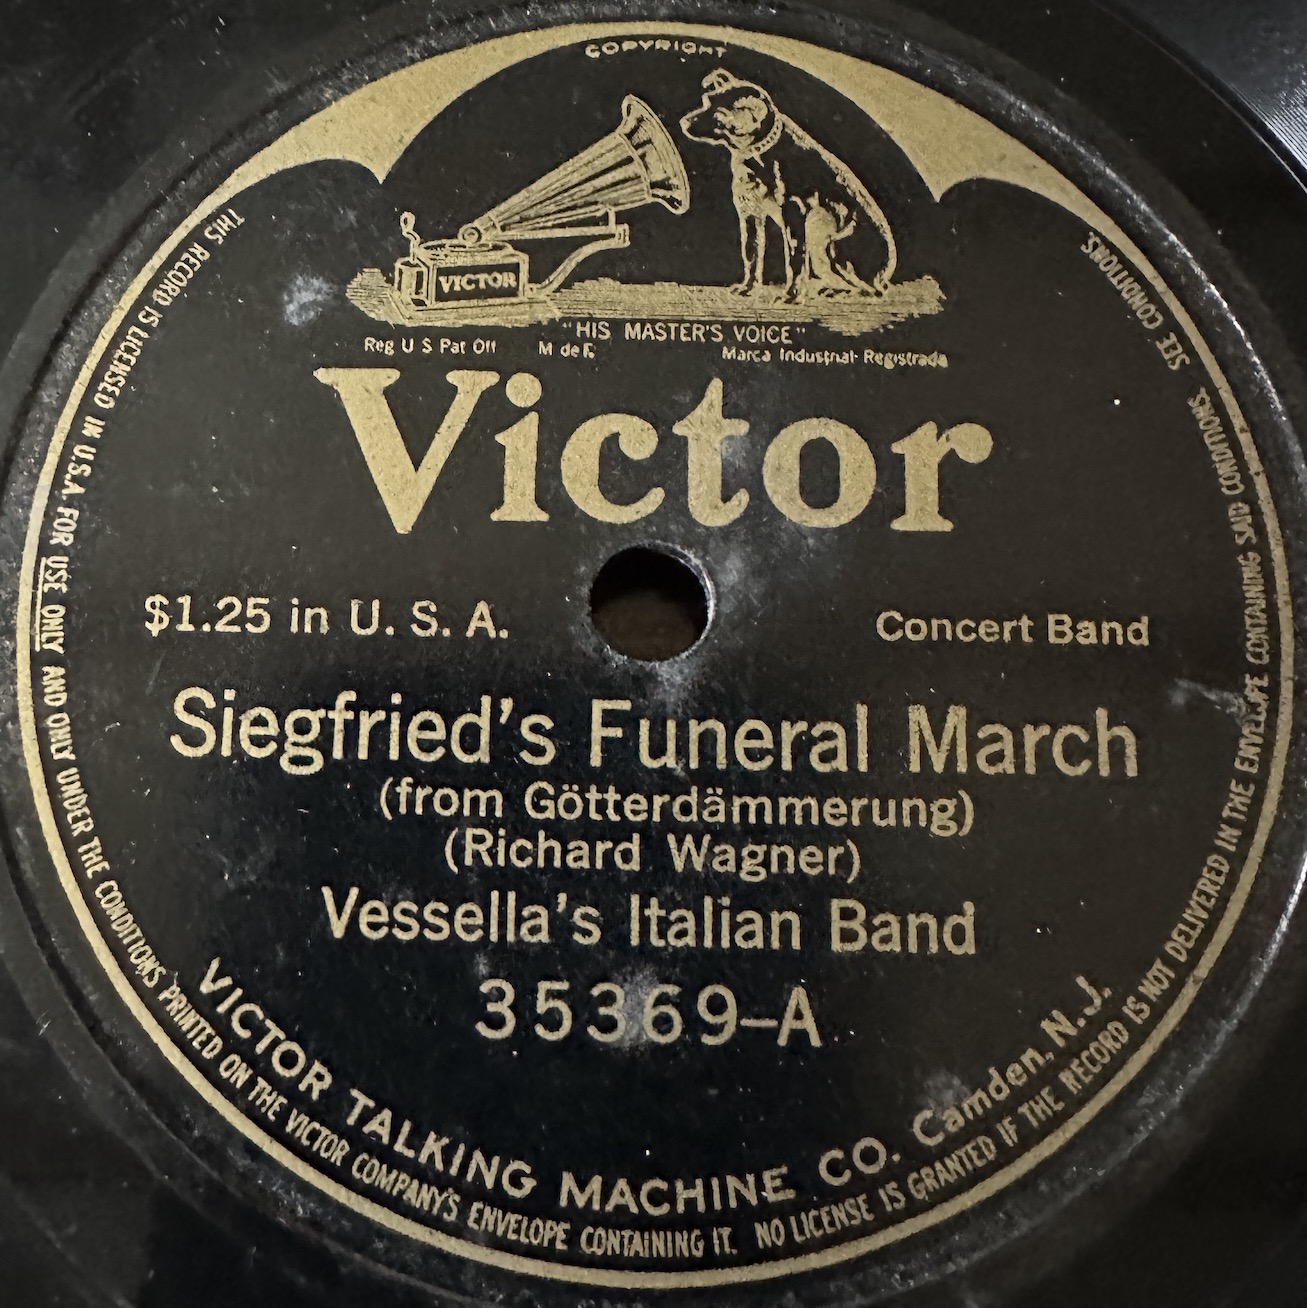 COPYRIGHT
VICTOR
"HIS MASTER'S VOICE"
Reg U S Pat Off M de F. Marca Industrial Registrada
Victor
$1.25 in U. S. A.
Concert Band
Siegfried's Funeral March
(from Götterdämmerung)
(Richard Wagner)
Vessella's Italian Band
35369-A
VICTOR TALKING MACHINE CO. Camden, N.J.
THIS RECORD IS LICENSED IN U.S.A. FOR USE ONLY AND ONLY UNDER THE CONDITIONS PRINTED ON THE VICTOR COMPANY'S ENVELOPE CONTAINING IT. NO LICENSE IS GRANTED IF THE RECORD IS NOT DELIVERED IN THE ENVELOPE CONTAINING SAID CONDITIONS. SEE CONDITIONS.